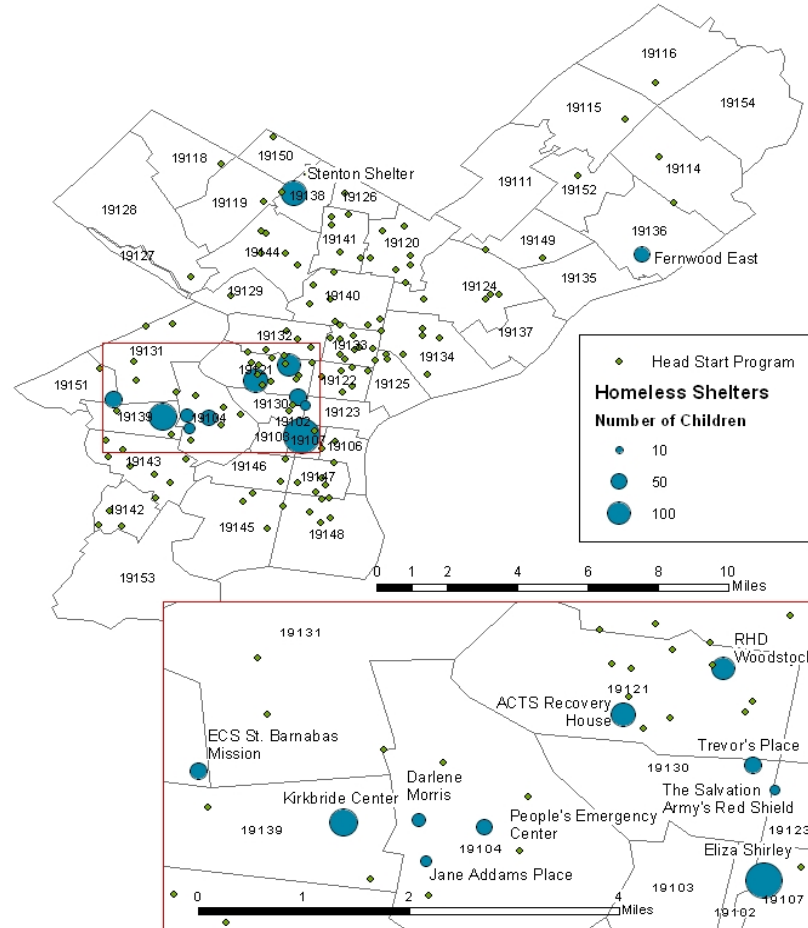 19116
19115
19154
19118
19150
Stenton Shelter
19114
19111
19152
19138
19126
19119
19128
19136
19141
19120
19149
19144
19127
Fernwood East
19135
19124
19129
19140
19137
19132
19133
19131
19134
19121
19122
19125
19151
19130
19123
19139
19104
19102
19103
19107
19106
19143
19146
19147
19142
19145
19148
19153
Head Start Program
Homeless Shelters
Number of Children
10
50
100
0 1 2 4 6 8 10
Miles
19131
RHD
Woodstock
19121
ACTS Recovery
House
ECS St. Barnabas
Mission
Trevor's Place
19130
Darlene
Morris
The Salvation
Army's Red Shield
Kirkbride Center
People's Emergency
Center
19123
19139
19104
Eliza Shirley
Jane Addams Place
19103
19107
19102
0 1 2 4
Miles